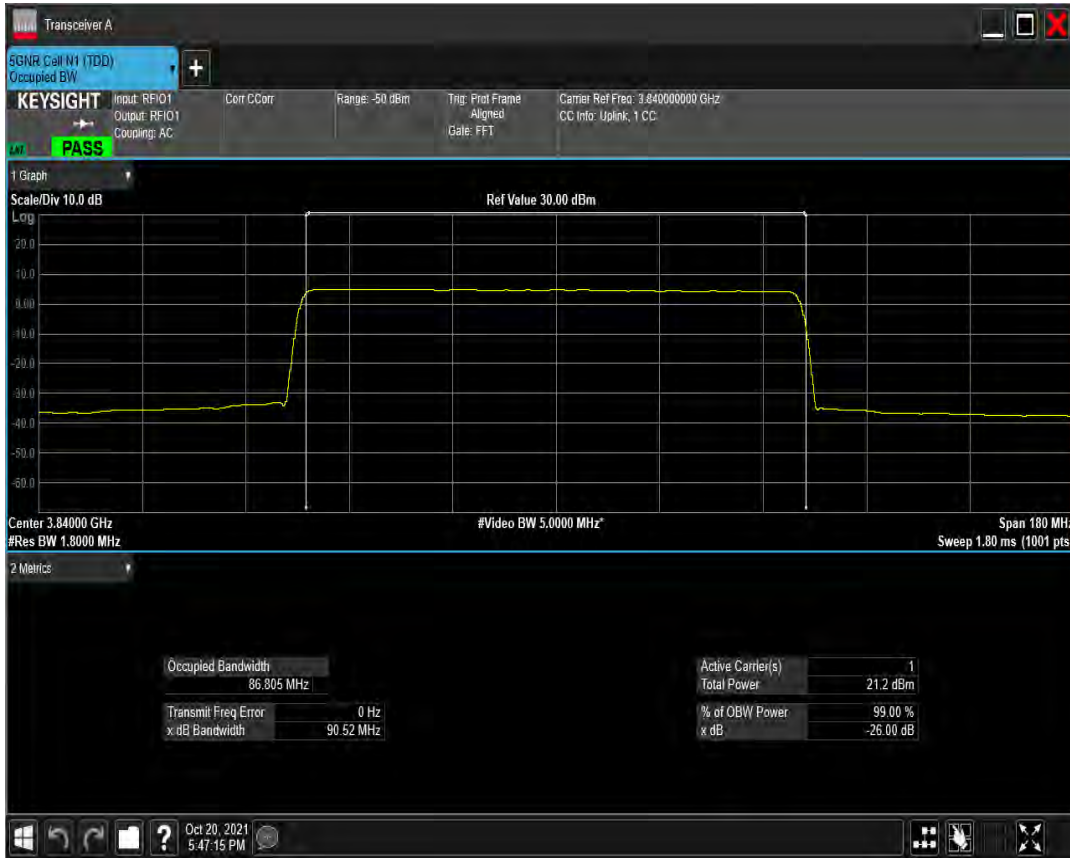 Transceiver A
5GNR Cell N1 (TDD)
Occupied BW
+
KEYSIGHT
Input: RFIO1
Output: RFIO1
Coupling: AC
Corr CCorr
Range: -50 dBm
Trig: Prot Frame
Aligned
Gate: FFT
Carrier Ref Freq: 3.840000000 GHz
CC Info: Uplink, 1 CC
PASS
1 Graph
Scale/Div 10.0 dB
Ref Value 30.00 dBm
Log
20.0
10.0
0.00
-10.0
-20.0
-30.0
-40.0
-50.0
-60.0
Center 3.84000 GHz
#Video BW 5.0000 MHz*
Span 180 MHz
#Res BW 1.8000 MHz
Sweep 1.80 ms (1001 pts
2 Metrics
Occupied Bandwidth
86.805 MHz
Transmit Freq Error 0 Hz
x dB Bandwidth 90.52 MHz
Active Carrier(s) 1
Total Power 21.2 dBm
% of OBW Power 99.00 %
x dB -26.00 dB
?
Oct 20, 2021
5:47:15 PM